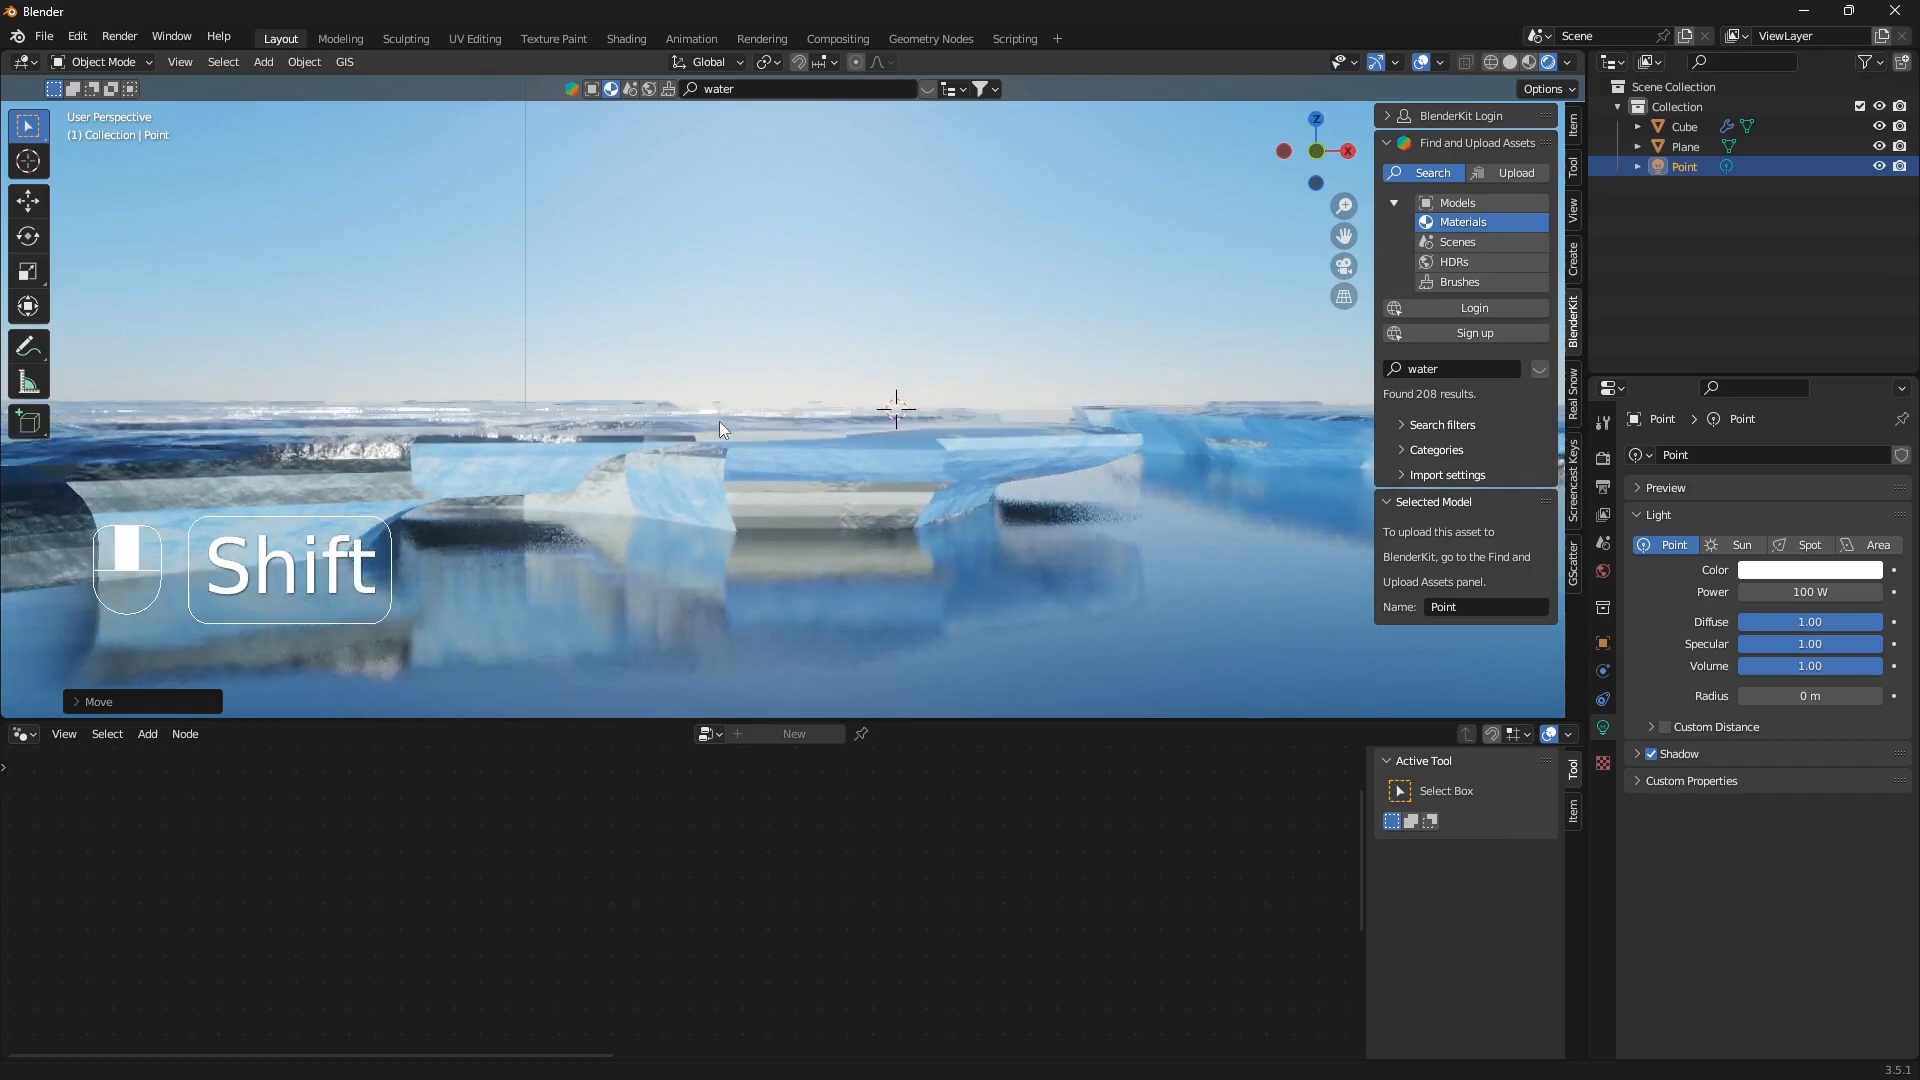 Blender
File Edit Render Window Help
Layout Modeling Sculpting UV Editing Texture Paint Shading Animation Rendering Compositing Geometry Nodes Scripting +
Scene
ViewLayer
Object Mode View Select Add Object GIS
Global
water
Options
User Perspective
(1) Collection | Point
Z
X
BlenderKit Login
Find and Upload Assets
Search Upload
Models
Materials
Scenes
HDRs
Brushes
Login
Sign up
water
Found 208 results.
Search filters
Categories
Import settings
Selected Model
To upload this asset to
BlenderKit, go to the Find and
Upload Assets panel.
Name: Point
Item
Tool
View
Create
BlenderKit
Real Snow
Screencast Keys
GScatter
Shift
Move
View Select Add Node
New
Active Tool
Select Box
Tool
Item
Scene Collection
Collection
Cube
Plane
Point
Point > Point
Point
Preview
Light
Point Sun Spot Area
Color
Power 100 W
Diffuse 1.00
Specular 1.00
Volume 1.00
Radius 0 m
Custom Distance
Shadow
Custom Properties
3.5.1